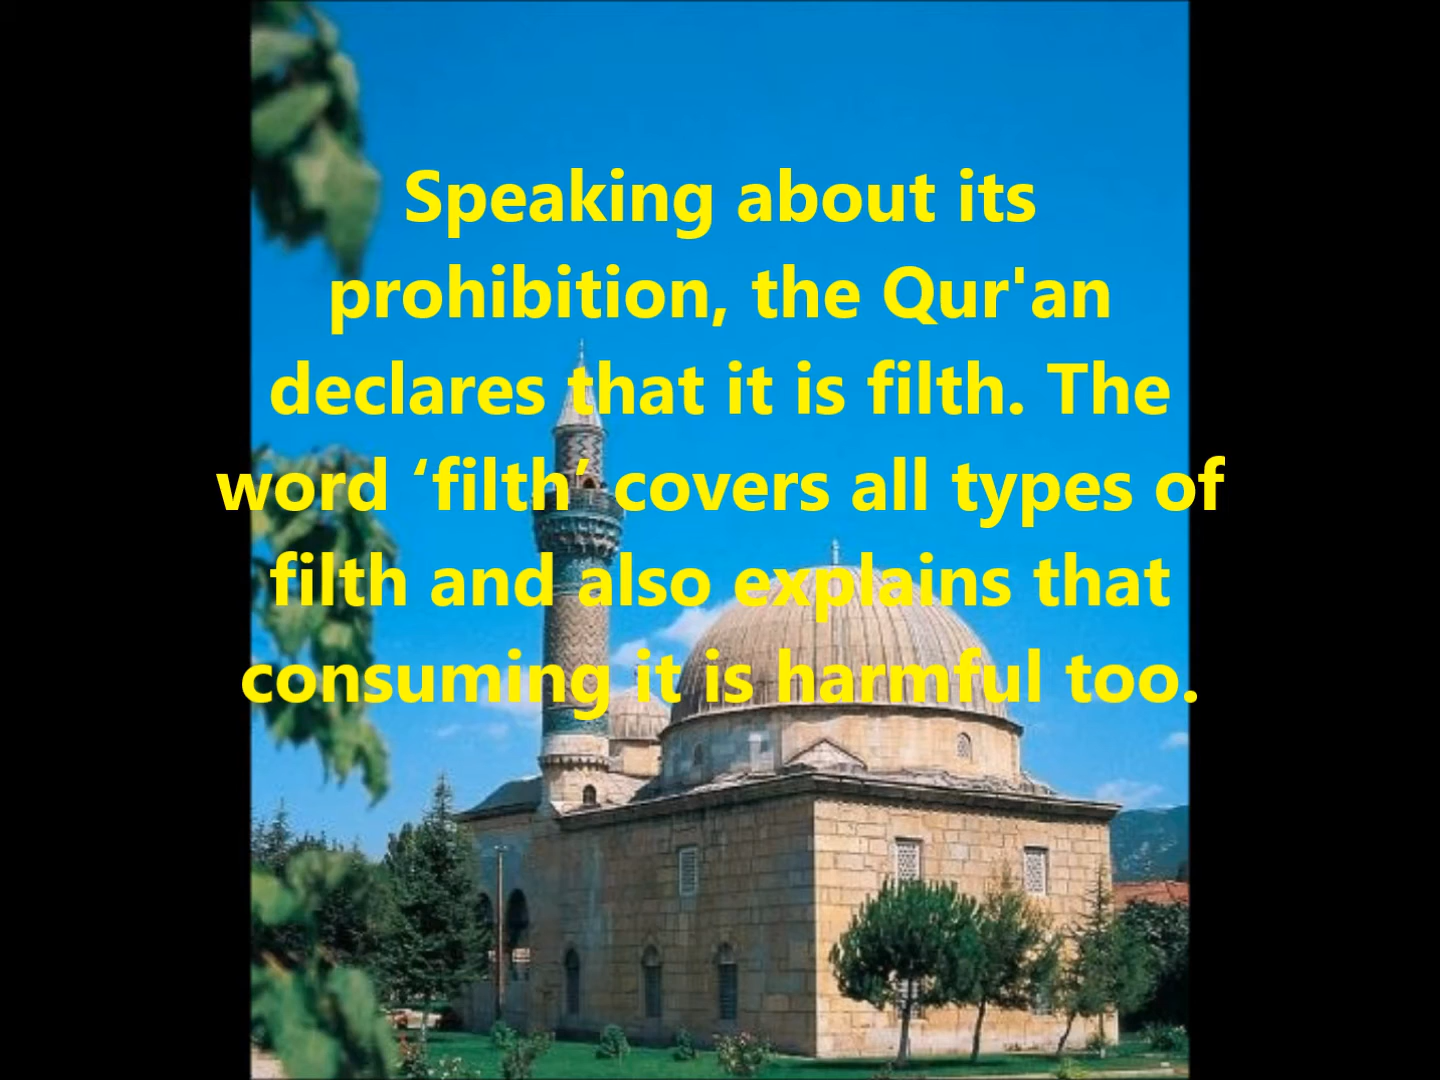 Speaking about its
prohibition, the Qur'an
declares that it is filth. The
word ‘filth’ covers all types of
filth and also explains that
consuming it is harmful too.